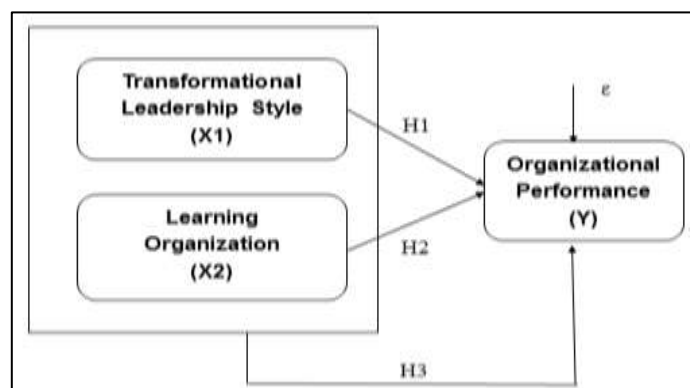 Transformational
Leadership Style
(X1)
H1
ε
Organizational
Performance
(Y)
Learning
Organization
(X2)
H2
H3